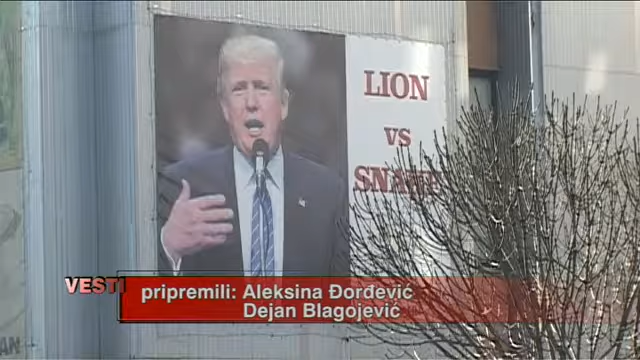 LION
vs
VESTI
pripremili: Aleksina Đorđević
Dejan Blagojević